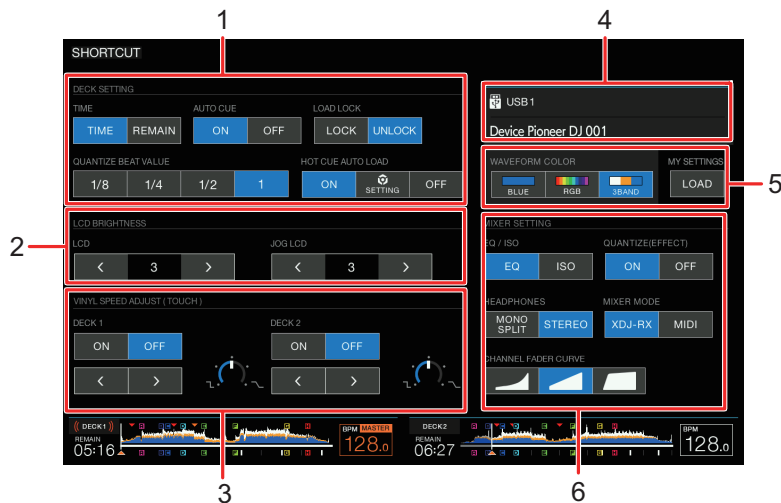 1
4
SHORTCUT
DECK SETTING
TIME AUTO CUE LOAD LOCK
TIME REMAIN ON OFF LOCK UNLOCK
QUANTIZE BEAT VALUE HOT CUE AUTO LOAD
1/8 1/4 1/2 1 ON SETTING OFF
USB 1
Device Pioneer DJ 001
WAVEFORM COLOR MY SETTINGS
BLUE RGB 3BAND LOAD
5
2
LCD BRIGHTNESS
LCD JOG LCD
< 3 > < 3 >
VINYL SPEED ADJUST ( TOUCH )
DECK 1 DECK 2
ON OFF ON OFF
< > < >
MIXER SETTING
EQ / ISO QUANTIZE(EFFECT)
EQ ISO ON OFF
HEADPHONES MIXER MODE
MONO SPLIT STEREO XDJ-RX MIDI
CHANNEL FADER CURVE
DECK1 BPM MASTER DECK2 BPM
REMAIN 05:16 128.0 REMAIN 06:27 128.0
3
6